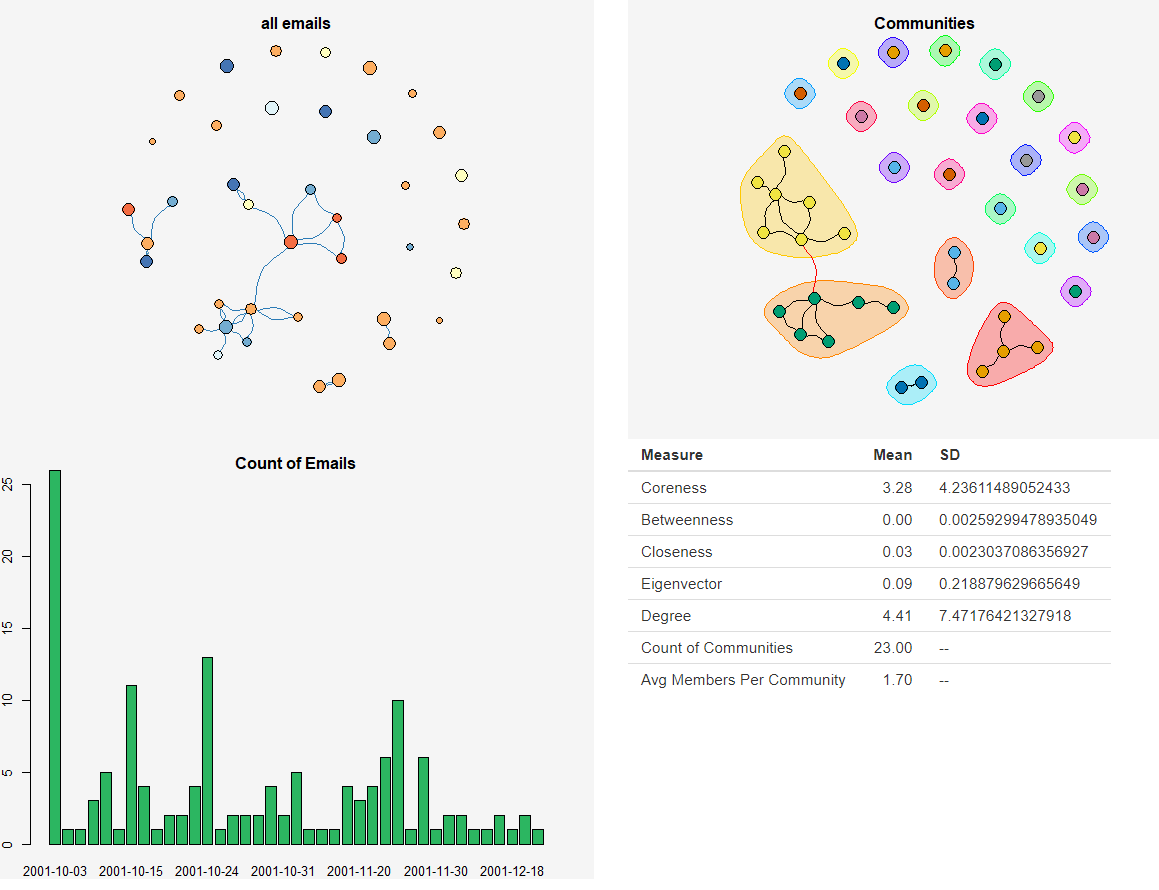 all emails
Communities
Count of Emails
25
20
15
10
5
0
2001-10-03 2001-10-15 2001-10-24 2001-10-31 2001-11-20 2001-11-30 2001-12-18
Measure Mean SD
Coreness 3.28 4.23611489052433
Betweenness 0.00 0.00259299478935049
Closeness 0.03 0.0023037086356927
Eigenvector 0.09 0.218879629665649
Degree 4.41 7.47176421327918
Count of Communities 23.00 --
Avg Members Per Community 1.70 --